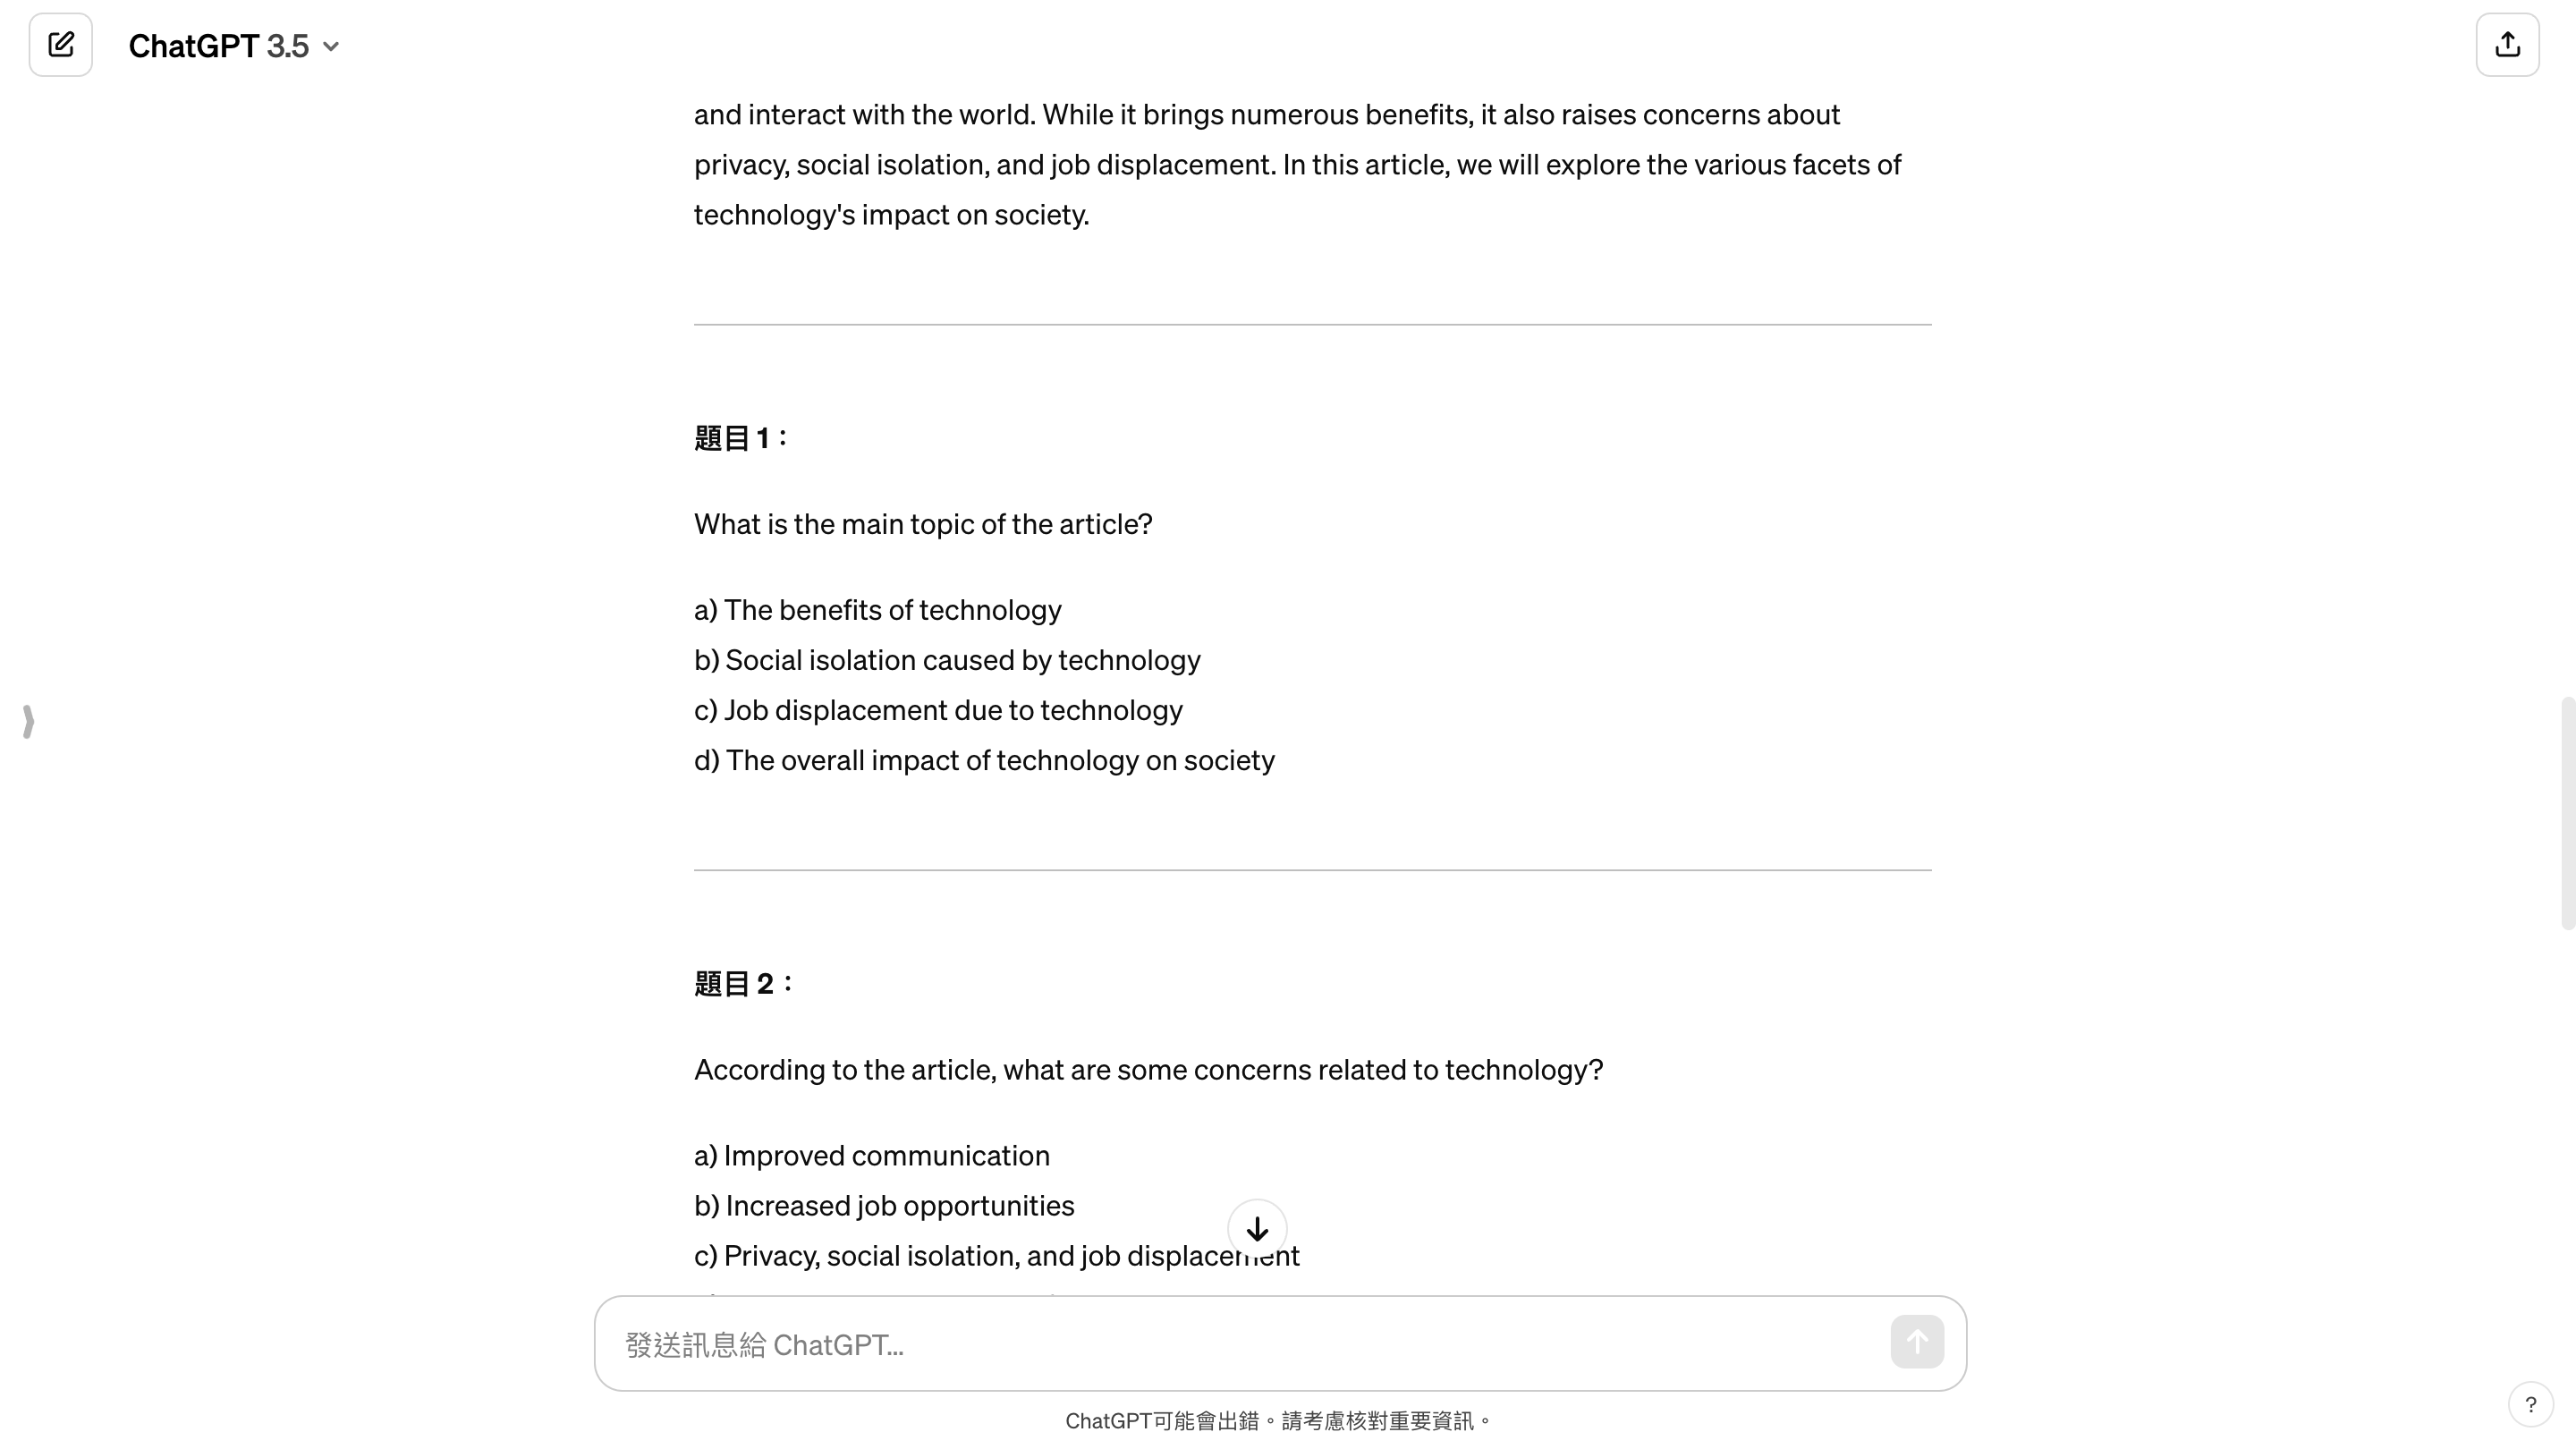 ChatGPT 3.5
and interact with the world. While it brings numerous benefits, it also raises concerns about
privacy, social isolation, and job displacement. In this article, we will explore the various facets of
technology's impact on society.
題目 1：
What is the main topic of the article?
a) The benefits of technology
b) Social isolation caused by technology
c) Job displacement due to technology
d) The overall impact of technology on society
題目 2：
According to the article, what are some concerns related to technology?
a) Improved communication
b) Increased job opportunities
c) Privacy, social isolation, and job displacement
發送訊息給 ChatGPT...
ChatGPT可能會出錯。請考慮核對重要資訊。
?